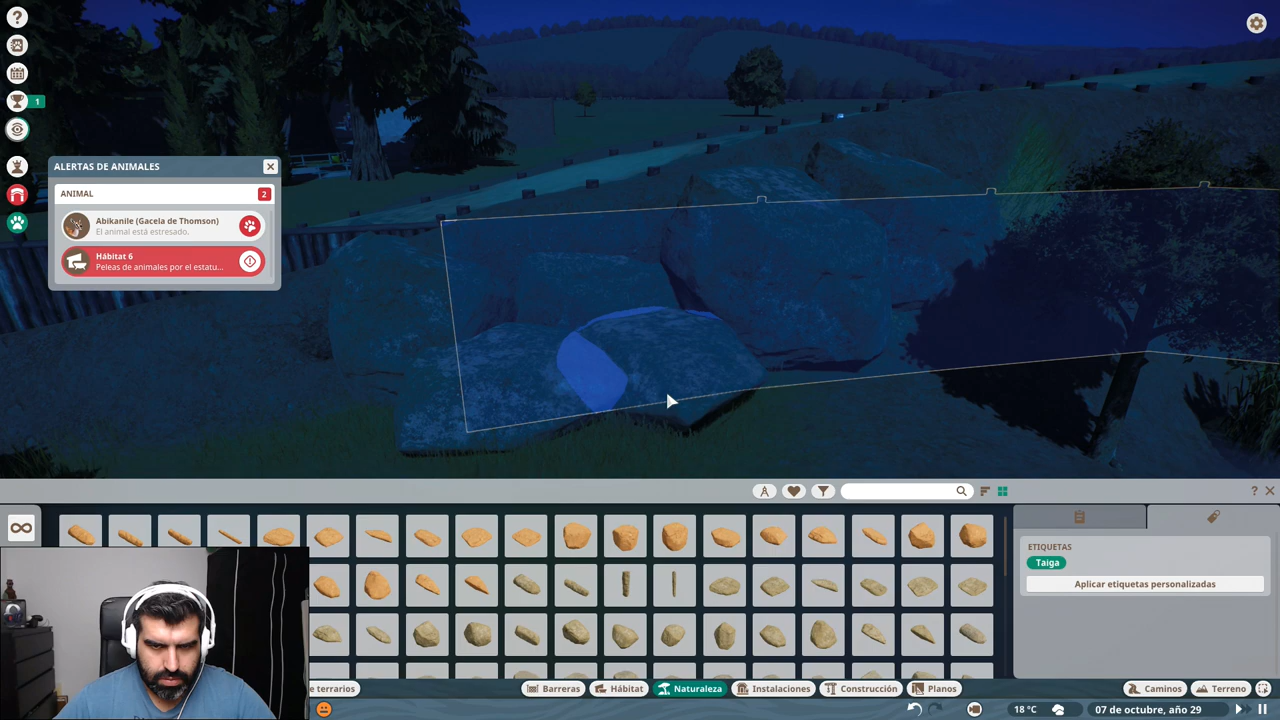 1
ALERTAS DE ANIMALES
ANIMAL
2
Abikanile (Gacela de Thomson)
El animal está estresado.
Hábitat 6
Peleas de animales por el estatu...
ETIQUETAS
Taiga
Aplicar etiquetas personalizadas
e terrarios
Barreras
Hábitat
Naturaleza
Instalaciones
Construcción
Planos
Caminos
Terreno
18 °C
07 de octubre, año 29